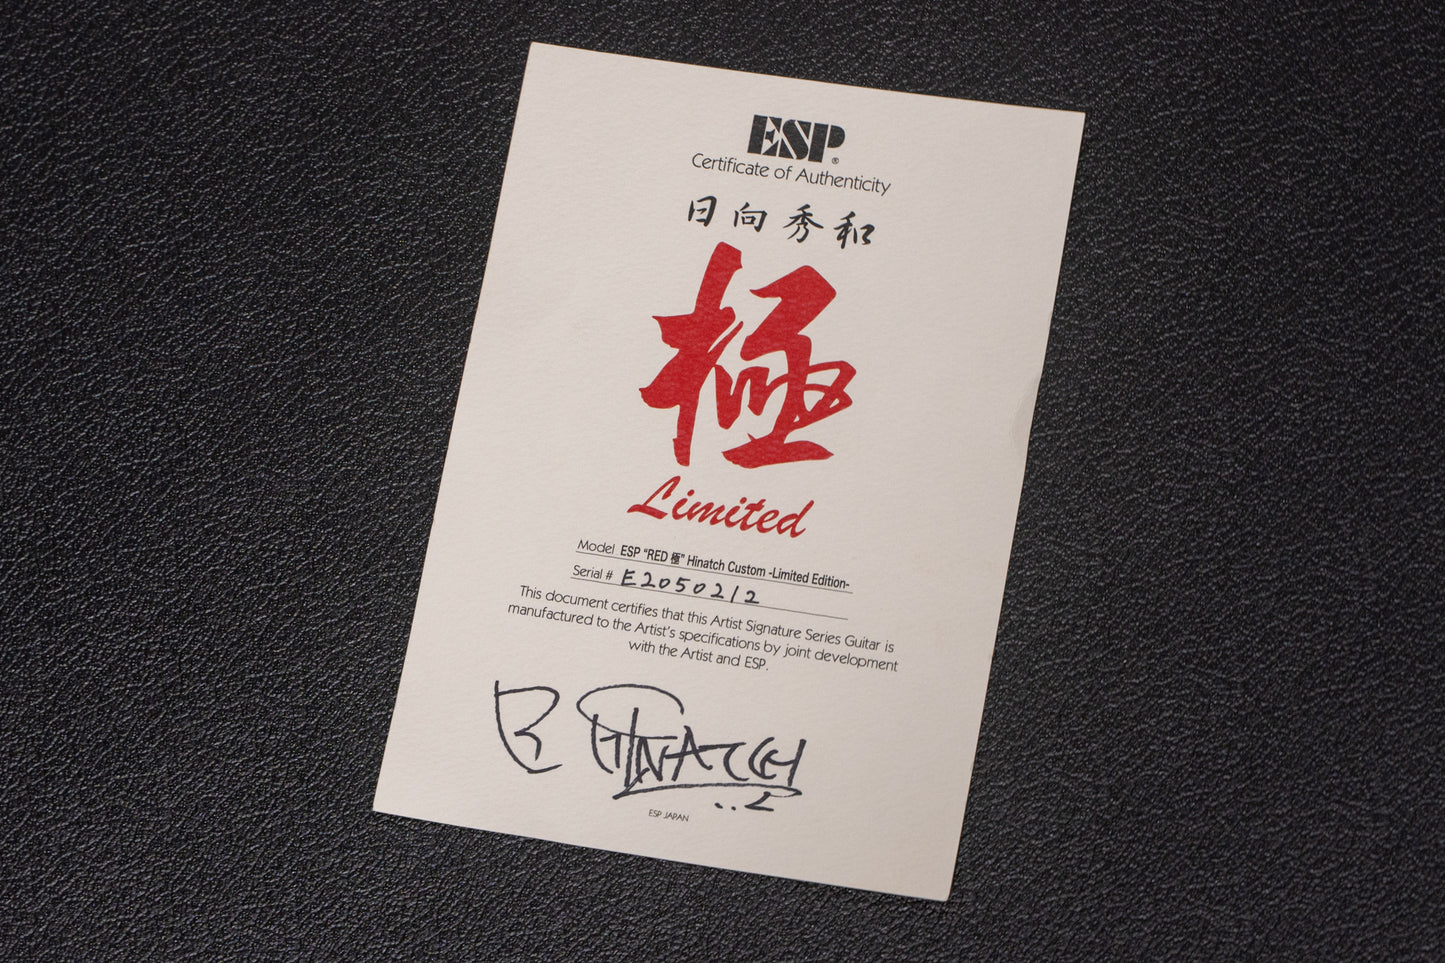 ESP®
Certificate of Authenticity
日向秀和
極
Limited
Model ESP "RED 極" Hinatch Custom -Limited Edition-
Serial # E2050212
This document certifies that this Artist Signature Series Guitar is
manufactured to the Artist's specifications by joint development
with the Artist and ESP.
HINATCH
ESP JAPAN